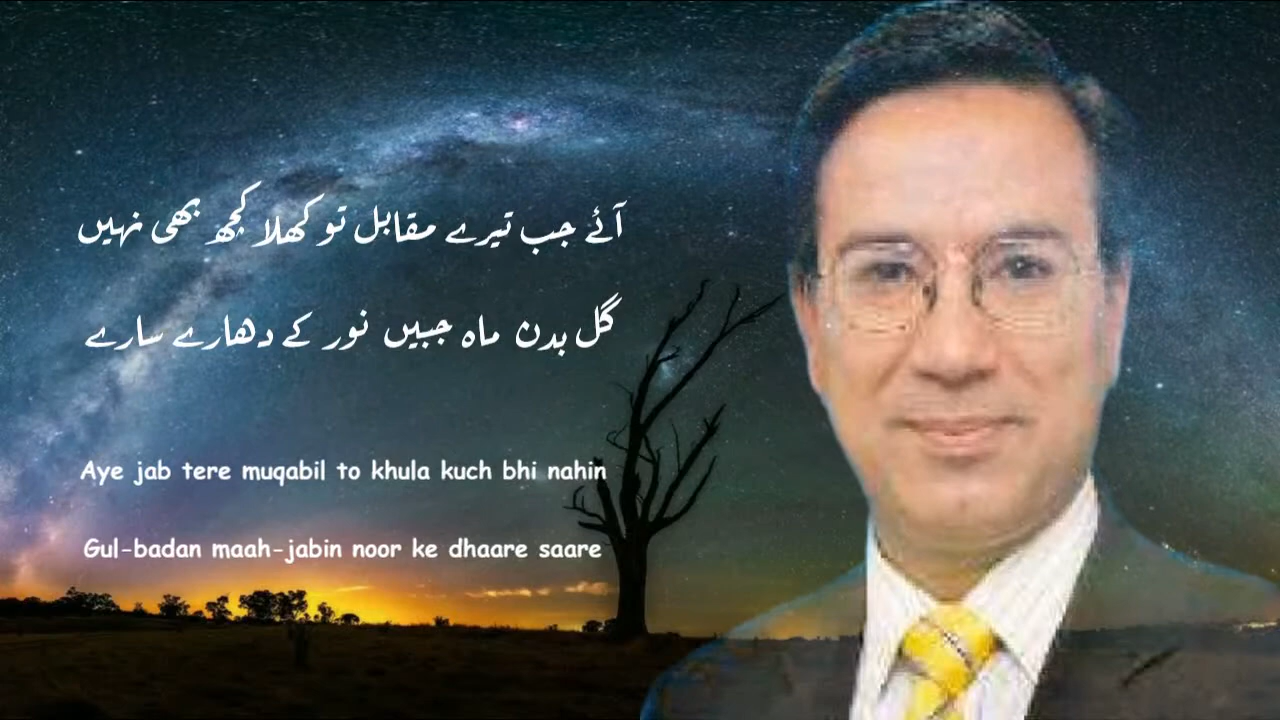 آئے جب تیرے مقابل تو کھلا کچھ بھی نہیں
گل بدن ماہ جبیں نور کے دھارے سارے
Aye jab tere muqabil to khula kuch bhi nahin
Gul-badan maah-jabin noor ke dhaare saare